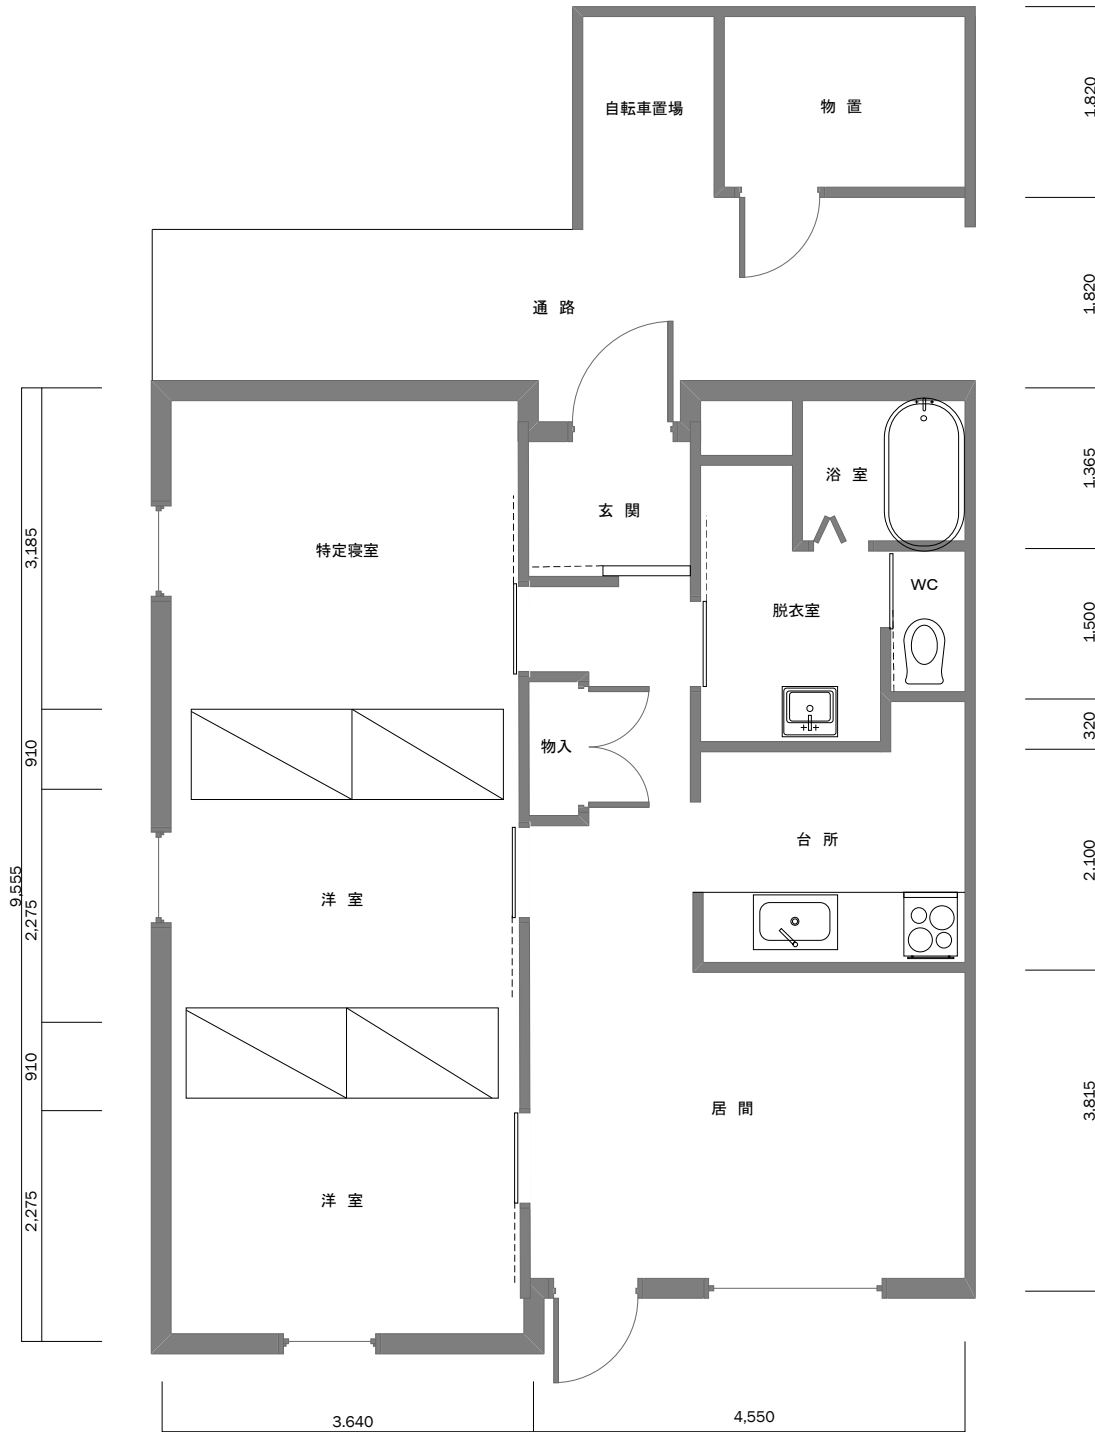 自転車置場
物置
通路
玄関
浴室
特定寝室
WC
脱衣室
物入
台所
洋室
居間
洋室
1.820
1.820
1.365
1.500
320
2.100
3.815
3,185
910
9,555
2,275
910
2,275
3.640
4,550